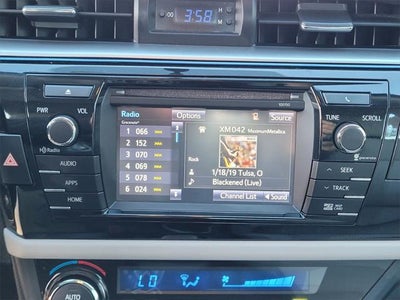 3:58
PWR
VOL
TUNE
SCROLL
Radio
Options
Source
1 066
XM042 MaximumMetallica
2 152
3 070
Rock
4 069
1/18/19 Tulsa, O
5 078
Blackened (Live)
6 024
Channel List
Sound
HD Radio
AUDIO
APPS
HOME
SEEK
TRACK
LO
AUTO